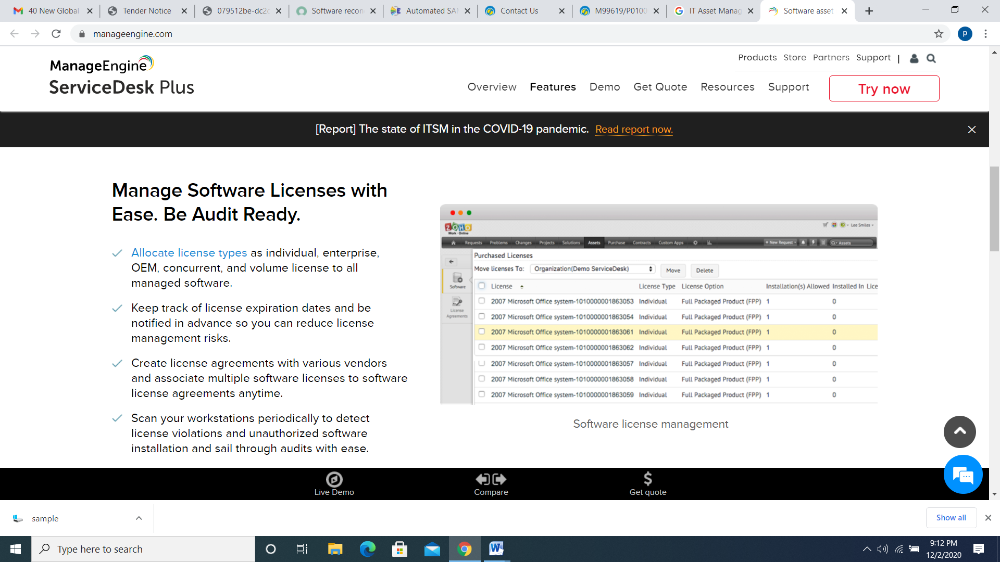 40 New Global
Tender Notice
079512be-dc2c
Software recon
Automated SAM
Contact Us
M99619/P0100
IT Asset Manag
Software asset
manageengine.com
p
ManageEngine
ServiceDesk Plus
Products Store Partners Support |
Overview Features Demo Get Quote Resources Support Try now
[Report] The state of ITSM in the COVID-19 pandemic. Read report now.
Manage Software Licenses with
Ease. Be Audit Ready.
Allocate license types as individual, enterprise,
OEM, concurrent, and volume license to all
managed software.
Keep track of license expiration dates and be
notified in advance so you can reduce license
management risks.
Create license agreements with various vendors
and associate multiple software licenses to software
license agreements anytime.
Scan your workstations periodically to detect
license violations and unauthorized software
installation and sail through audits with ease.
ZOHO
Work · Online
Lee Smiles
Requests Problems Changes Projects Solutions Assets Purchase Contracts Custom Apps + New Request Assets
Software
License
Agreements
Purchased Licenses
Move licenses To: Organization(Demo ServiceDesk) Move Delete
License License Type License Option Installation(s) Allowed Installed In Lice
2007 Microsoft Office system-1010000001863053 Individual Full Packaged Product (FPP) 1 0
2007 Microsoft Office system-1010000001863054 Individual Full Packaged Product (FPP) 1 0
2007 Microsoft Office system-1010000001863061 Individual Full Packaged Product (FPP) 1 0
2007 Microsoft Office system-1010000001863062 Individual Full Packaged Product (FPP) 1 0
2007 Microsoft Office system-1010000001863057 Individual Full Packaged Product (FPP) 1 0
2007 Microsoft Office system-1010000001863058 Individual Full Packaged Product (FPP) 1 0
2007 Microsoft Office system-1010000001863059 Individual Full Packaged Product (FPP) 1 0
Software license management
Live Demo
Compare
Get quote
sample
Show all
Type here to search
9:12 PM
12/2/2020